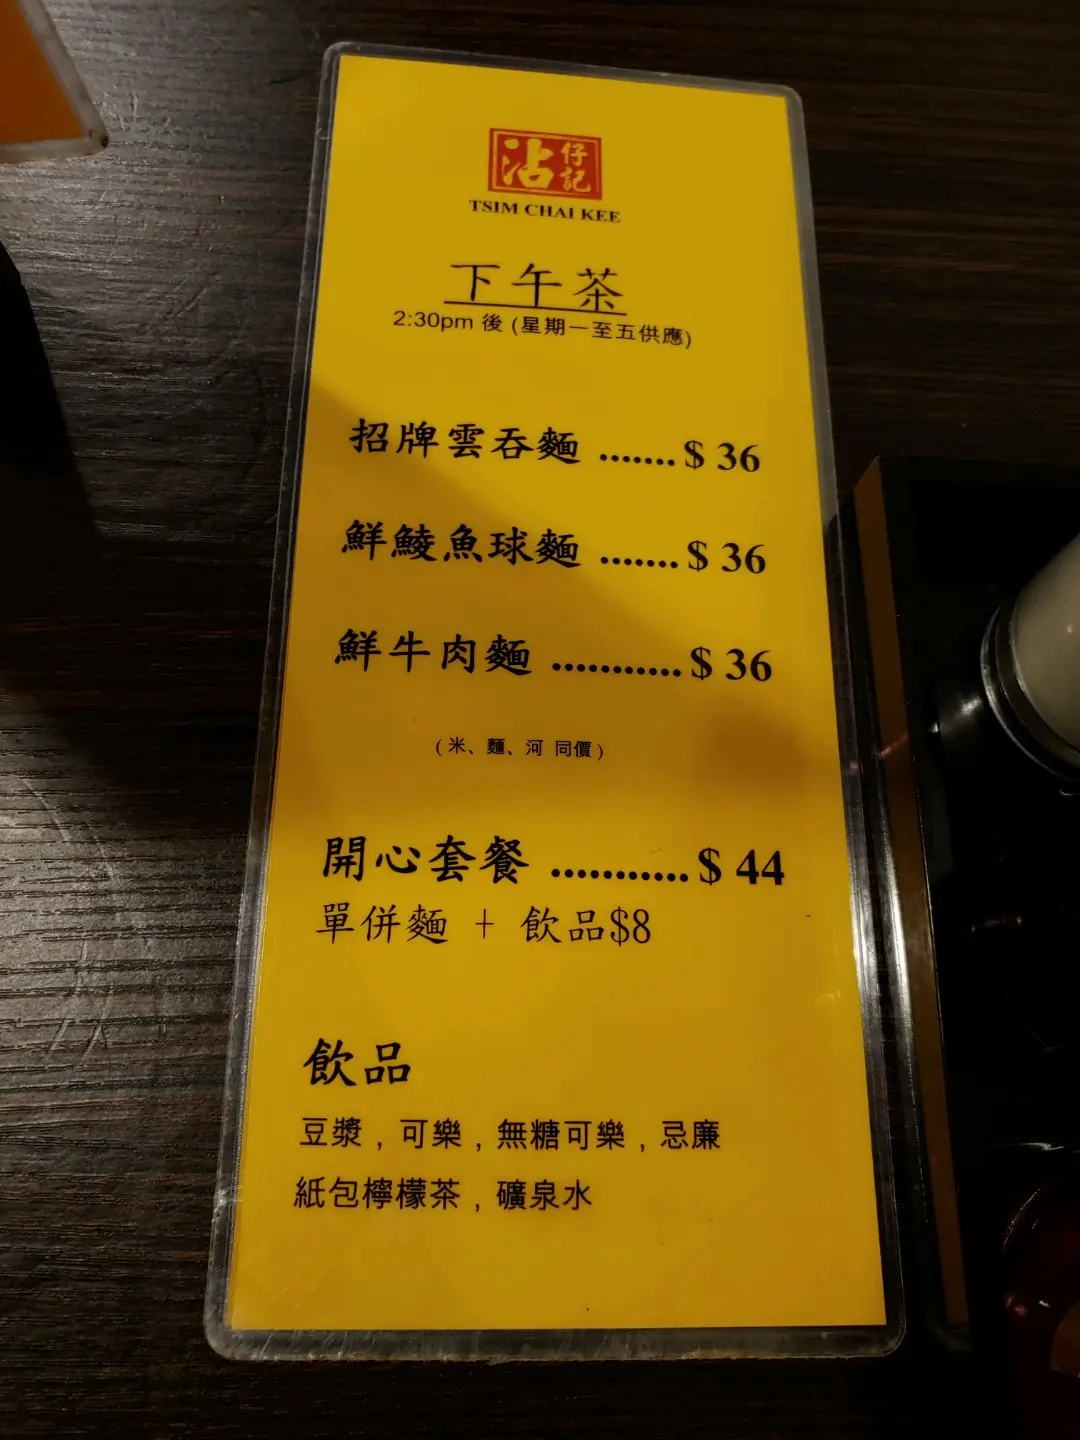 沾仔記
TSIM CHAI KEE
下午茶
2:30pm 後 (星期一至五供應)
招牌雲吞麵 .......$ 36
鮮鯪魚球麵 .......$ 36
鮮牛肉麵 ...........$ 36
( 米、麵、河 同價 )
開心套餐 ...........$ 44
單併麵 + 飲品$8
飲品
豆漿 , 可樂 , 無糖可樂 , 忌廉
紙包檸檬茶 , 礦泉水